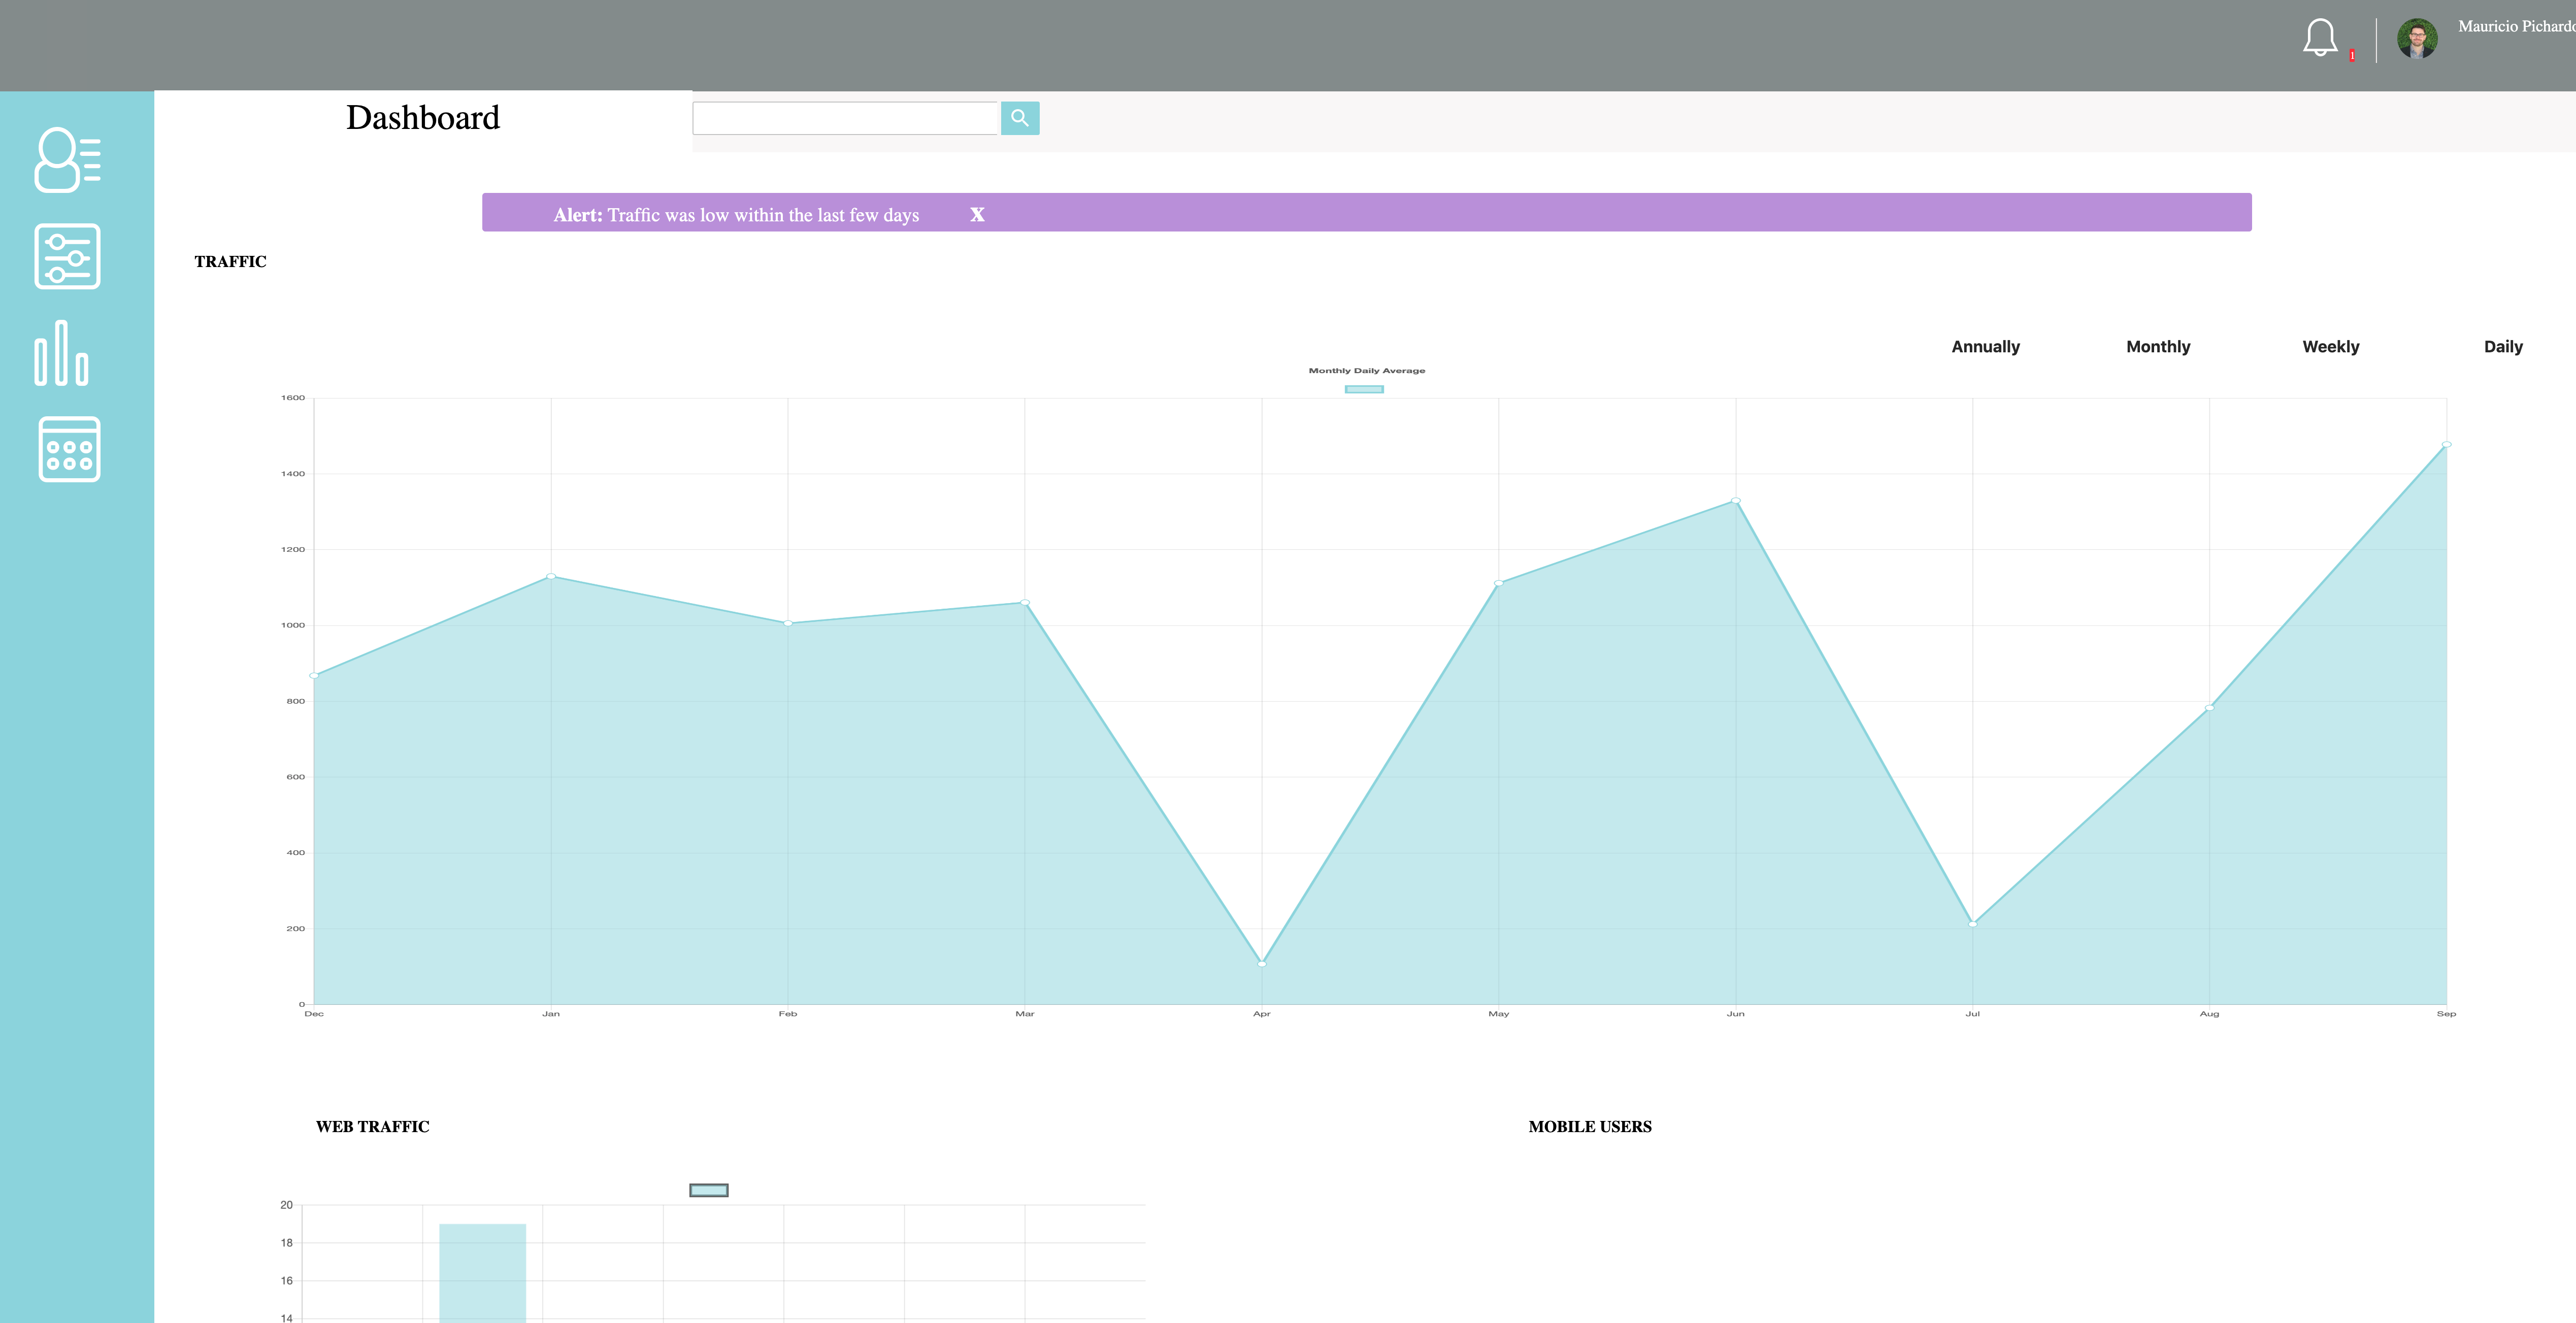 Mauricio Pichardo
1
Dashboard
Alert: Traffic was low within the last few days X
TRAFFIC
Annually Monthly Weekly Daily
Monthly Daily Average
1600
1400
1200
1000
800
600
400
200
0
Dec Jan Feb Mar Apr May Jun Jul Aug Sep
WEB TRAFFIC MOBILE USERS
20
18
16
14